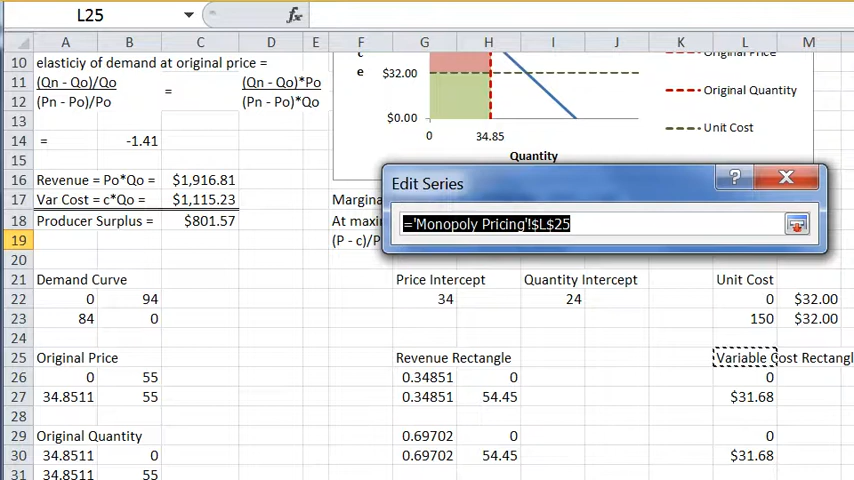 L25 fx
A B C D E F G H I J K L M
10 elasticiy of demand at original price = c $32.00 Original Price
11 (Qn - Qo)/Qo = (Qn - Qo)*Po e Original Quantity
12 (Pn - Po)/Po (Pn - Po)*Qo $0.00
13 0 34.85 Unit Cost
14 = -1.41
15 Quantity
16 Revenue = Po*Qo = $1,916.81
Edit Series ?
17 Var Cost = c*Qo = $1,115.23 Margina
18 Producer Surplus = $801.57 At maxi
='Monopoly Pricing'!$L$25
19 (P - c)/P
20
21 Demand Curve Price Intercept Quantity Intercept Unit Cost
22 0 94 34 24 0 $32.00
23 84 0 150 $32.00
24
25 Original Price Revenue Rectangle Variable Cost Rectangl
26 0 55 0.34851 0 0
27 34.8511 55 0.34851 54.45 $31.68
28
29 Original Quantity 0.69702 0 0
30 34.8511 0 0.69702 54.45 $31.68
31 34.8511 55